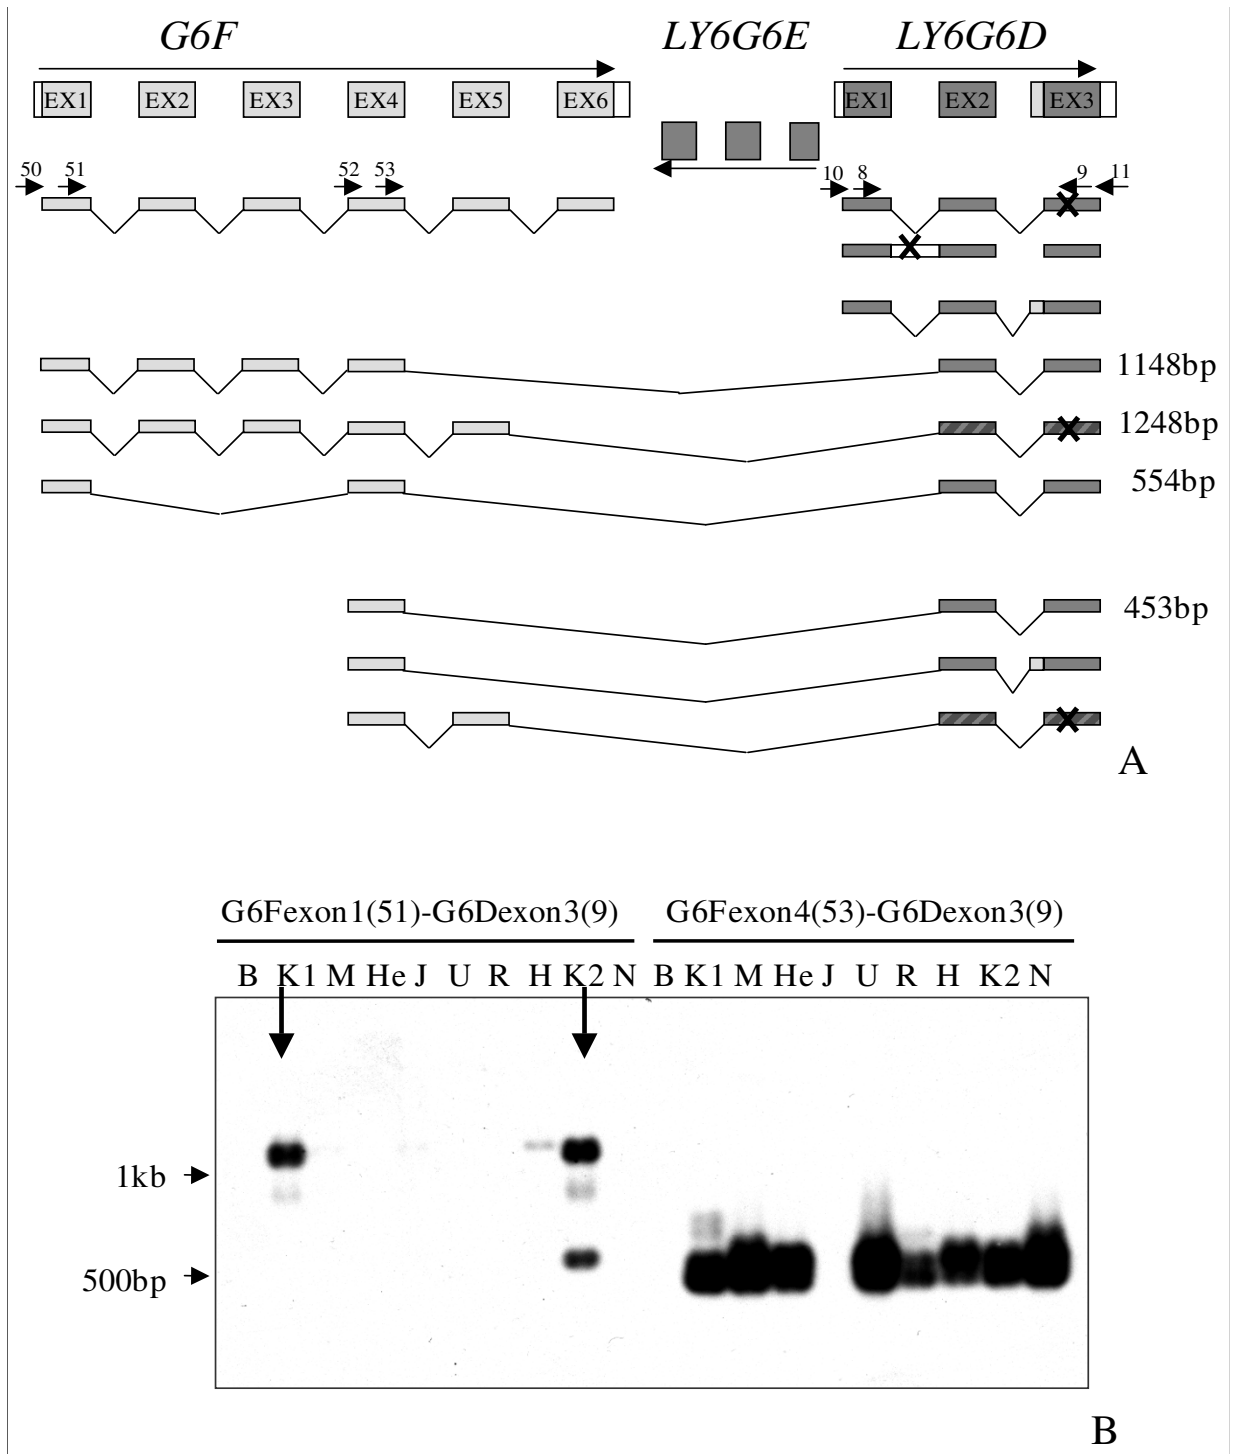 G6F LY6G6E LY6G6D
EX1 EX2 EX3 EX4 EX5 EX6 EX1 EX2 EX3
50 51 52 53 10 8 9 11
1148bp
1248bp
554bp
453bp
A
G6Fexon1(51)-G6Dexon3(9) G6Fexon4(53)-G6Dexon3(9)
B K1 M He J U R H K2 N B K1 M He J U R H K2 N
1kb
500bp
B